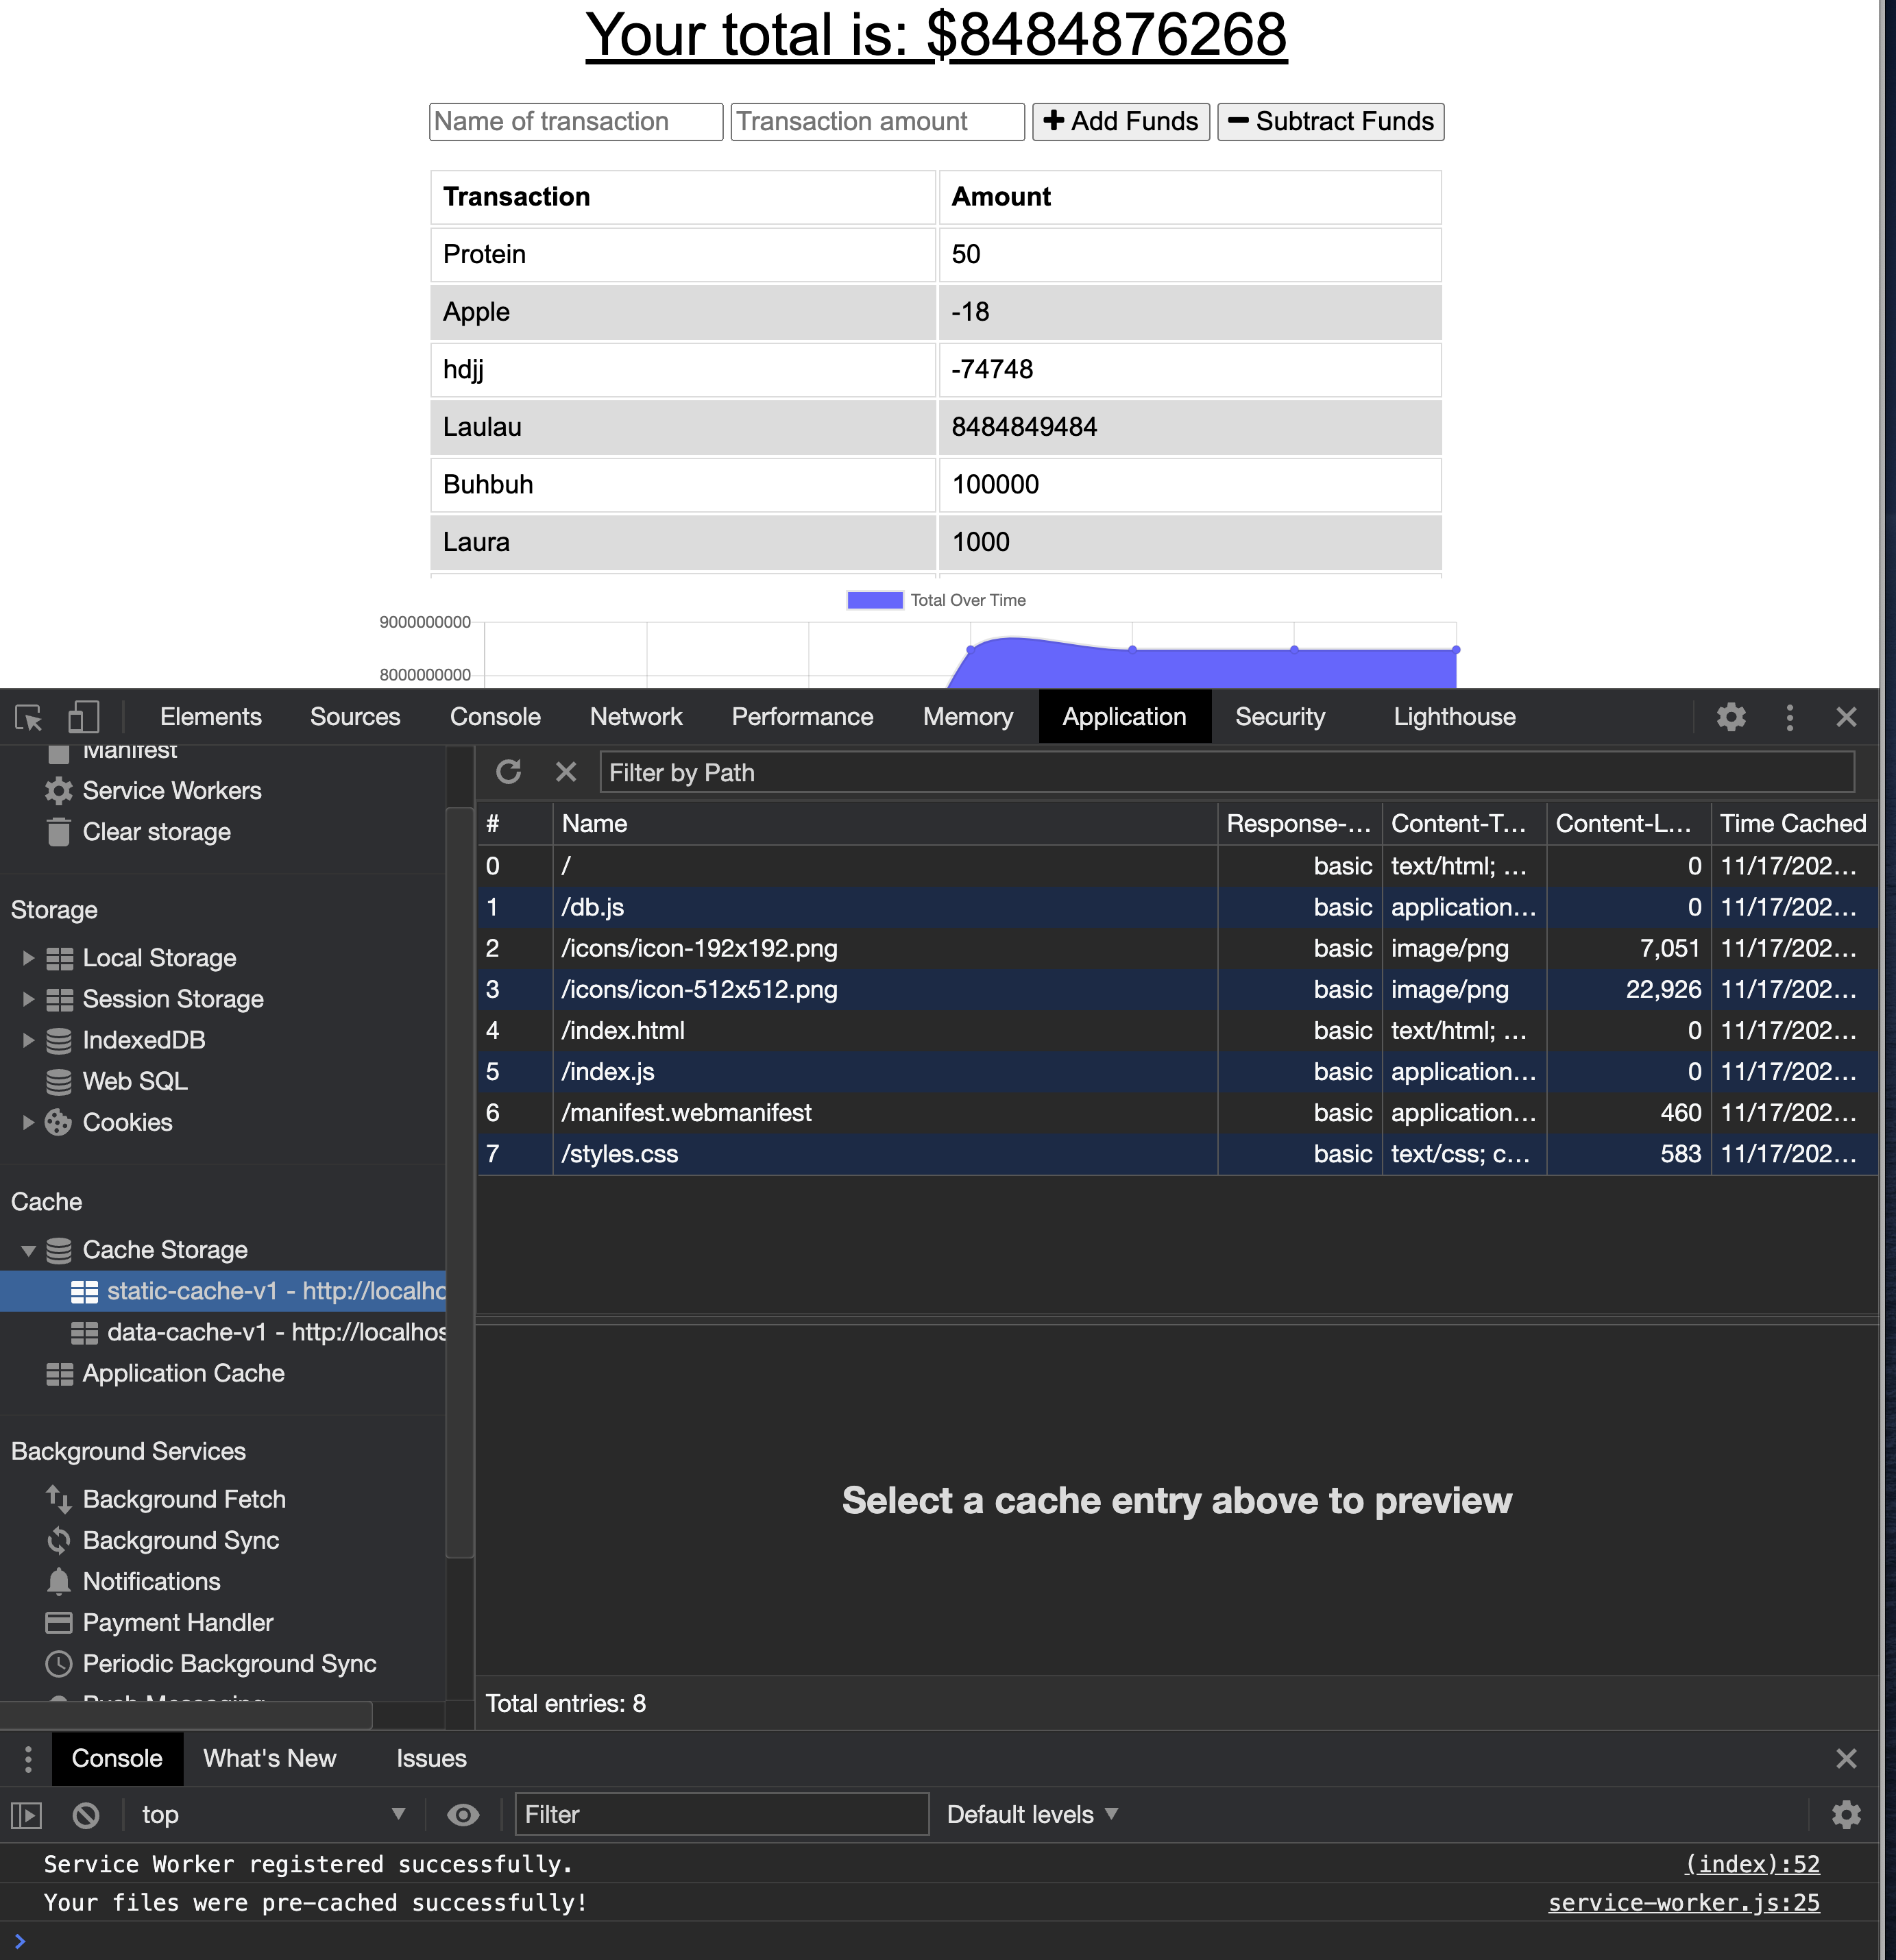 Your total is: $8484876268
Name of transaction Transaction amount Add Funds Subtract Funds
Transaction Amount
Protein 50
Apple -18
hdjj -74748
Laulau 8484849484
Buhbuh 100000
Laura 1000
Total Over Time
9000000000
8000000000
Elements Sources Console Network Performance Memory Application Security Lighthouse
Manifest
Service Workers
Clear storage
Storage
Local Storage
Session Storage
IndexedDB
Web SQL
Cookies
Cache
Cache Storage
static-cache-v1 - http://localho
data-cache-v1 - http://localhos
Application Cache
Background Services
Background Fetch
Background Sync
Notifications
Payment Handler
Periodic Background Sync
Push Messaging
Filter by Path
# Name Response-... Content-T... Content-L... Time Cached
0 / basic text/html; ... 0 11/17/202...
1 /db.js basic application... 0 11/17/202...
2 /icons/icon-192x192.png basic image/png 7,051 11/17/202...
3 /icons/icon-512x512.png basic image/png 22,926 11/17/202...
4 /index.html basic text/html; ... 0 11/17/202...
5 /index.js basic application... 0 11/17/202...
6 /manifest.webmanifest basic application... 460 11/17/202...
7 /styles.css basic text/css; c... 583 11/17/202...
Select a cache entry above to preview
Total entries: 8
Console What's New Issues
top Filter Default levels
Service Worker registered successfully. (index):52
Your files were pre-cached successfully! service-worker.js:25